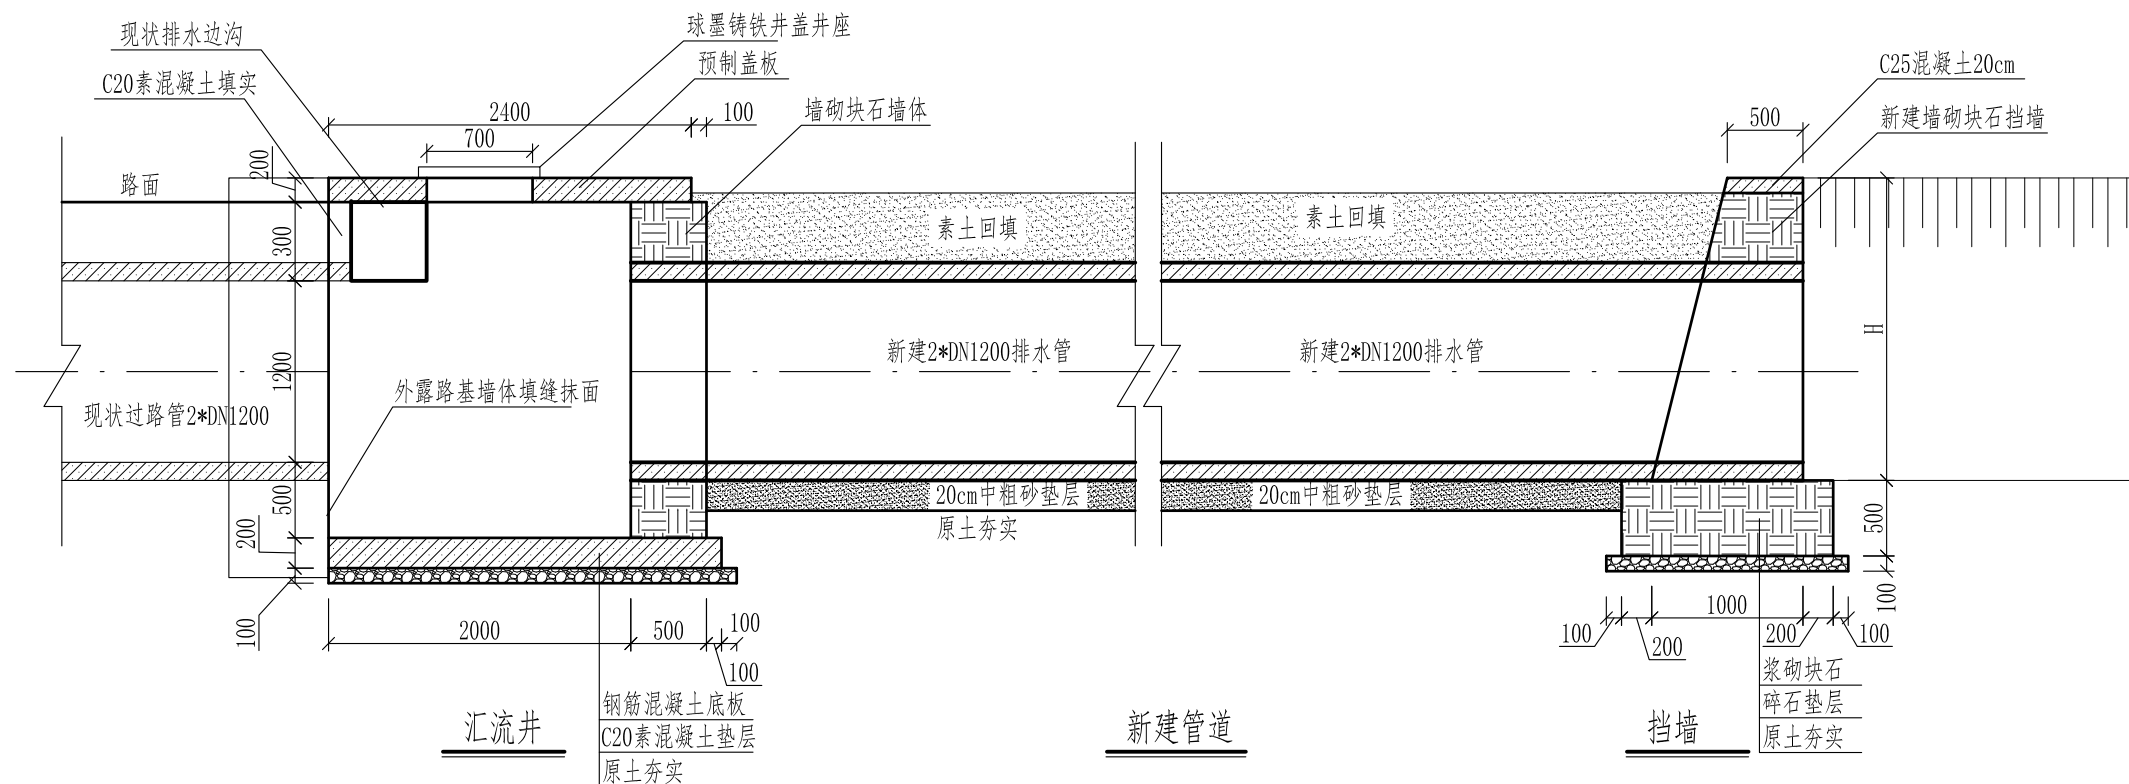 球墨铸铁井盖井座
现状排水边沟
预制盖板
C25混凝土20cm
C20素混凝土填实
2400
100
墙砌块石墙体
500
新建墙砌块石挡墙
700
200
路面
300
素土回填
素土回填
H
新建2*DN1200排水管
新建2*DN1200排水管
1200
外露路基墙体填缝抹面
现状过路管2*DN1200
500
20cm中粗砂垫层
20cm中粗砂垫层
原土夯实
500
200
100
100
2000
500
100
100
100
200
1000
200
100
浆砌块石
碎石垫层
原土夯实
钢筋混凝土底板
C20素混凝土垫层
原土夯实
汇流井
新建管道
挡墙